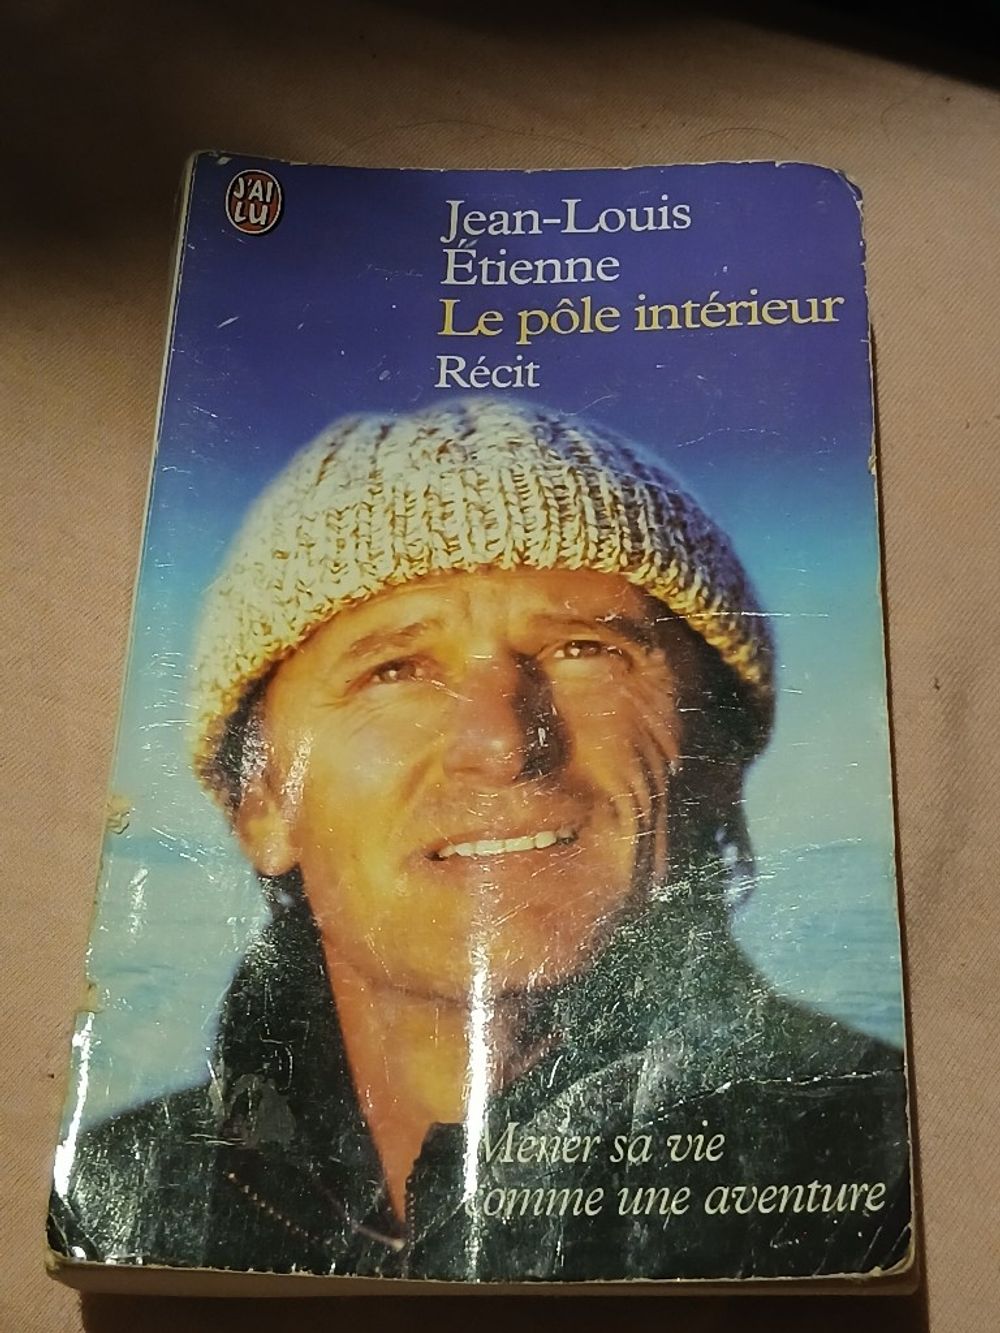 J'AI
LU
Jean-Louis
Étienne
Le pôle intérieur
Récit
Mener sa vie
comme une aventure